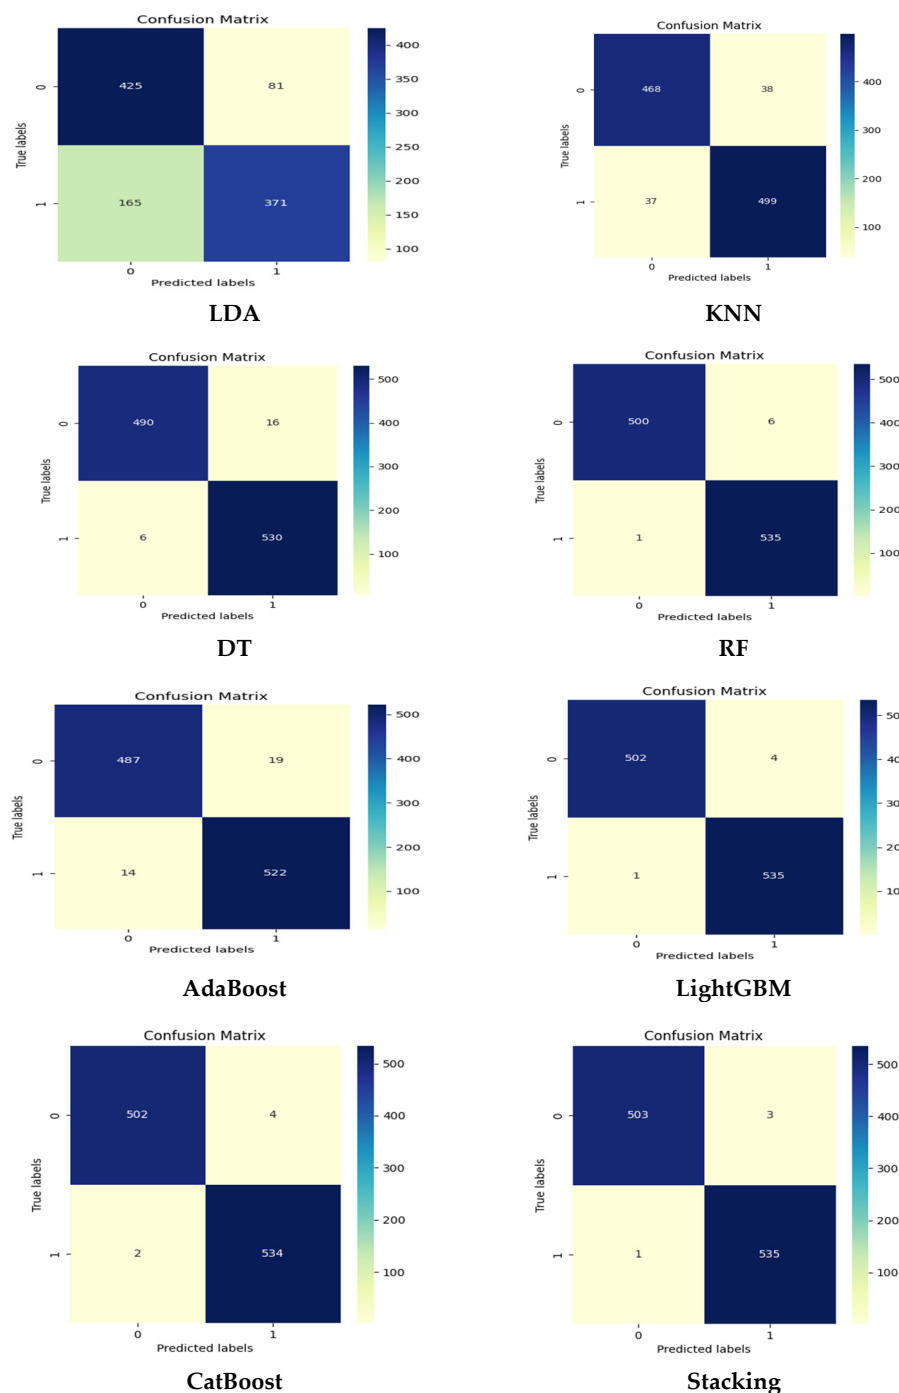 Confusion Matrix
425 81
165 371
0
1
True labels
0 1
Predicted labels
400
350
300
250
200
150
100
LDA
Confusion Matrix
468 38
37 499
0
1
True labels
0 1
Predicted labels
400
300
200
100
KNN
Confusion Matrix
490 16
6 530
0
1
True labels
0 1
Predicted labels
500
400
300
200
100
DT
Confusion Matrix
500 6
1 535
0
1
True labels
0 1
Predicted labels
500
400
300
200
100
RF
Confusion Matrix
487 19
14 522
0
1
True labels
0 1
Predicted labels
500
400
300
200
100
AdaBoost
Confusion Matrix
502 4
1 535
0
1
True labels
0 1
Predicted labels
LightGBM
Confusion Matrix
502 4
2 534
0
1
True labels
0 1
Predicted labels
500
400
300
200
100
CatBoost
Confusion Matrix
503 3
1 535
0
1
True labels
0 1
Predicted labels
500
400
300
200
100
Stacking